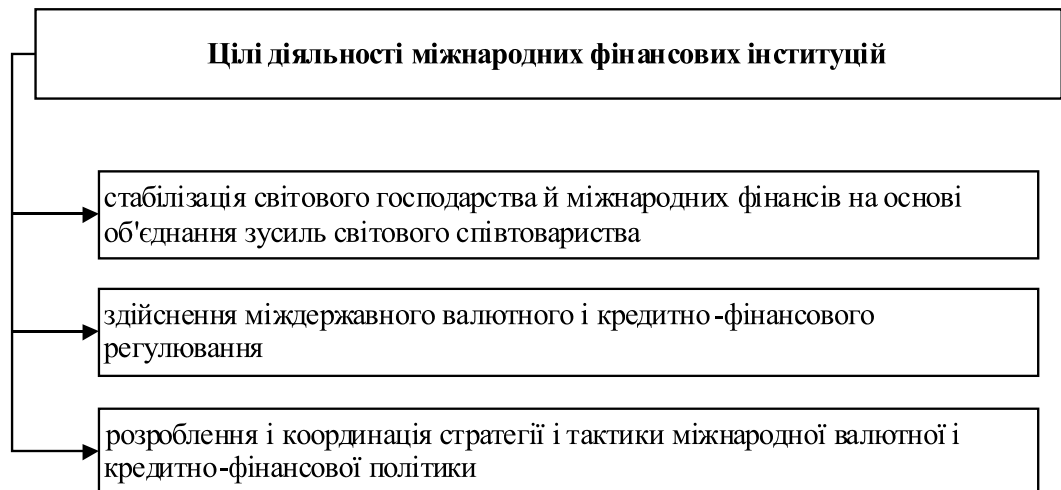 Цілі діяльності міжнародних фінансових інституцій
стабілізація світового господарства й міжнародних фінансів на основі
об'єднання зусиль світового співтовариства
здійснення міждержавного валютного і кредитно-фінансового
регулювання
розроблення і координація стратегії і тактики міжнародної валютної і
кредитно-фінансової політики